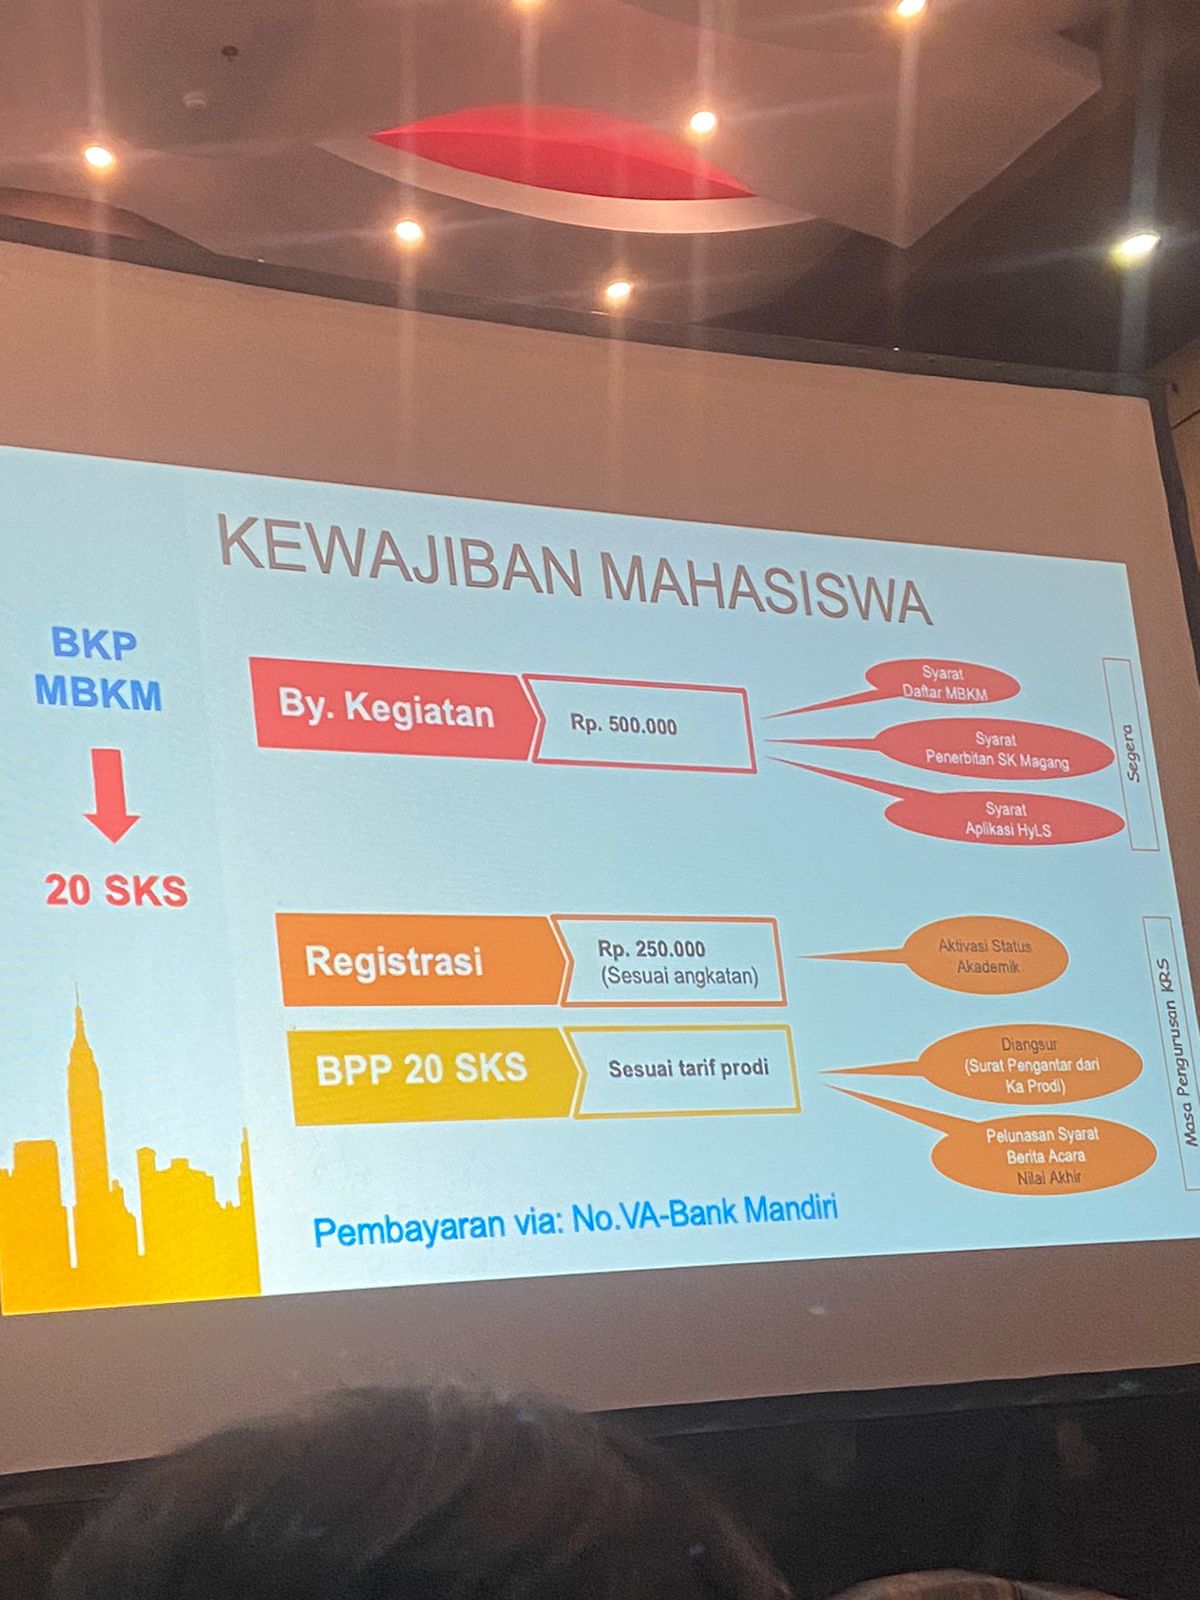 KEWAJIBAN MAHASISWA
BKP
MBKM
20 SKS
By. Kegiatan
Rp. 500.000
Syarat
Daftar MBKM
Syarat
Penerbitan SK Magang
Syarat
Aplikasi HyLS
Segera
Registrasi
Rp. 250.000
(Sesuai angkatan)
Aktivasi Status
Akademik
BPP 20 SKS
Sesuai tarif prodi
Diangsur
(Surat Pengantar dari
Ka Prodi)
Pelunasan Syarat
Berita Acara
Nilai Akhir
Masa Pengurusan KRS
Pembayaran via: No.VA-Bank Mandiri